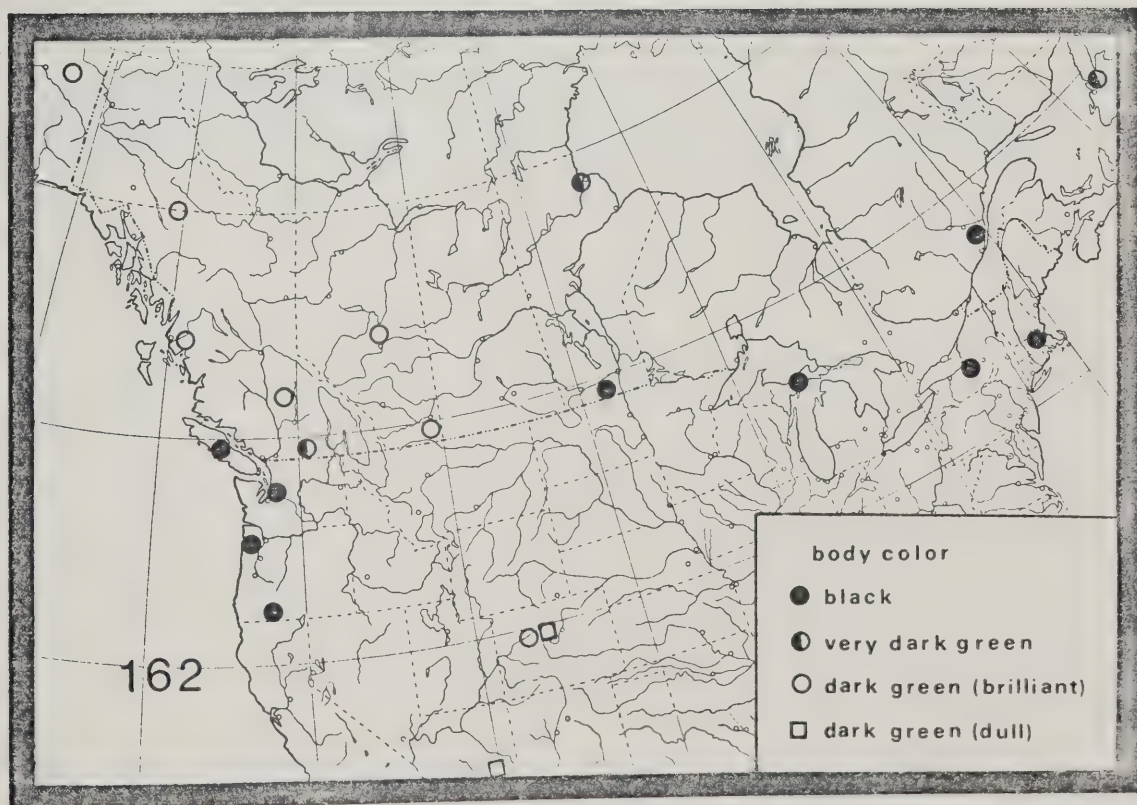 162
body color
black
very dark green
dark green (brilliant)
dark green (dull)